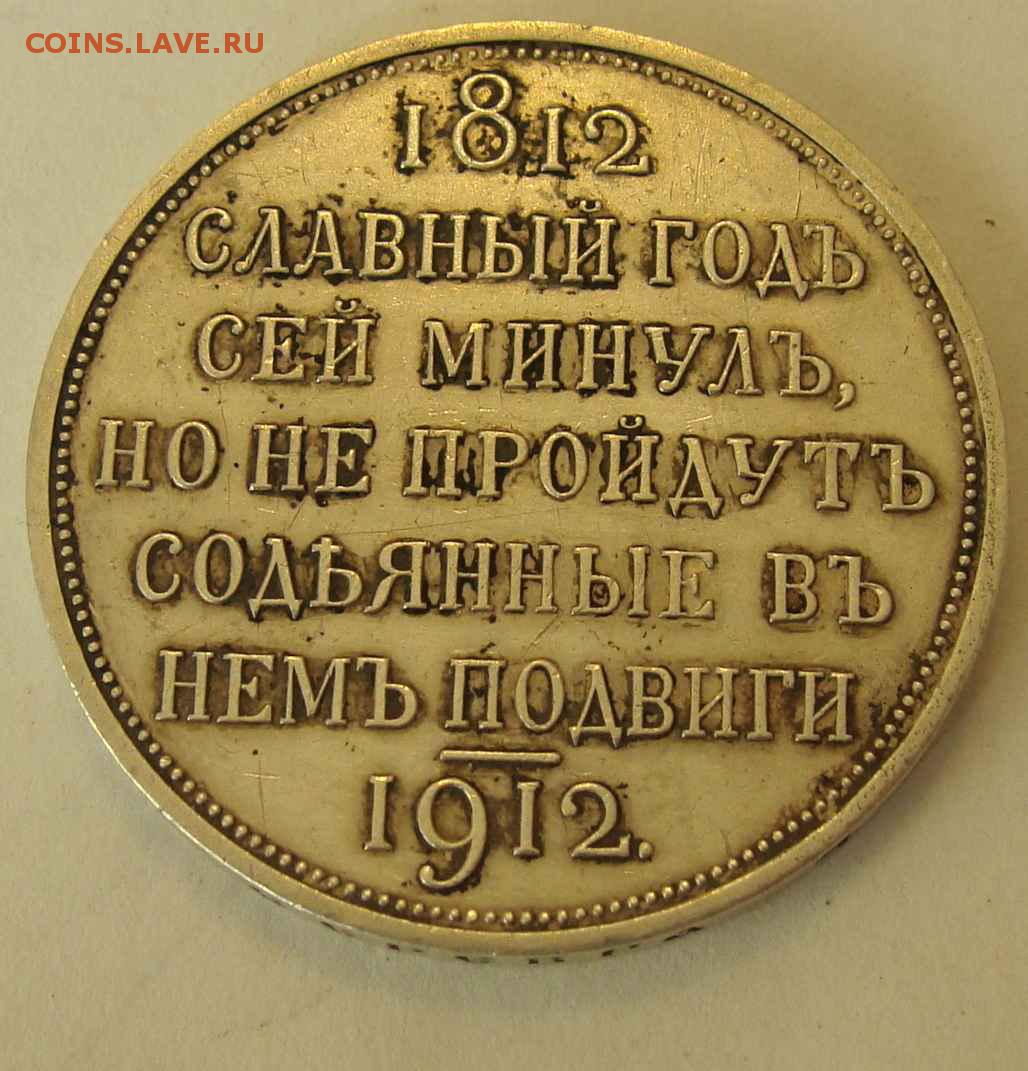 COINS.LAVE.RU
1812
СЛАВНЫЙ ГОДЪ
СЕЙ МИНУЛЪ,
НО НЕ ПРОЙДУТЪ
СОДѢЯННЫЕ ВЪ
НЕМЪ ПОДВИГИ
1912.